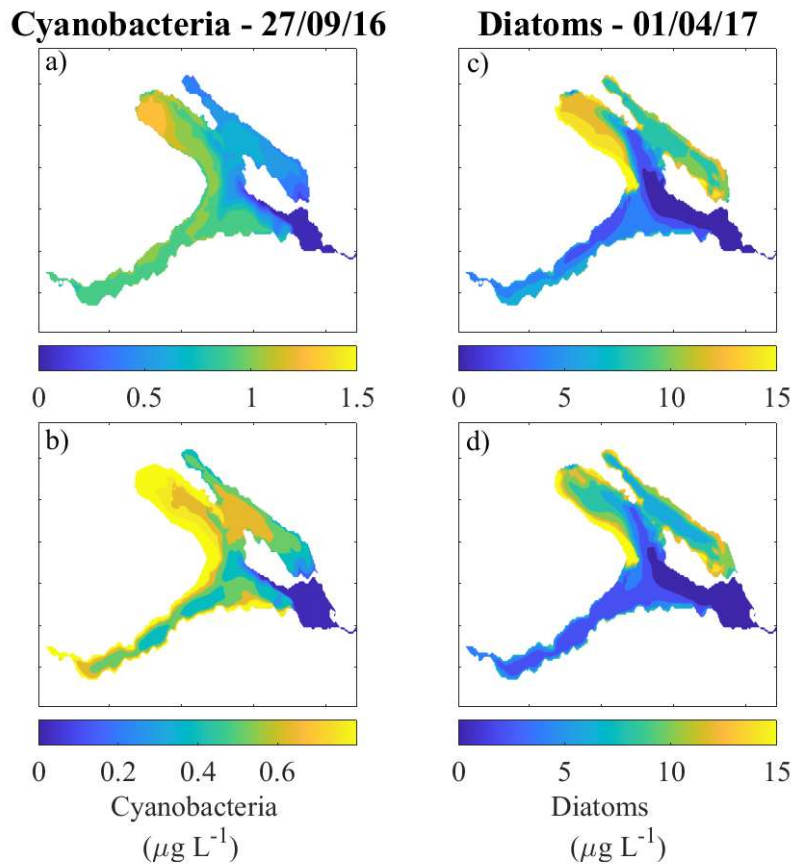 Cyanobacteria - 27/09/16
Diatoms - 01/04/17
a)
c)
0 0.5 1 1.5
0 5 10 15
b)
d)
0 0.2 0.4 0.6
0 5 10 15
Cyanobacteria
(μg L⁻¹)
Diatoms
(μg L⁻¹)